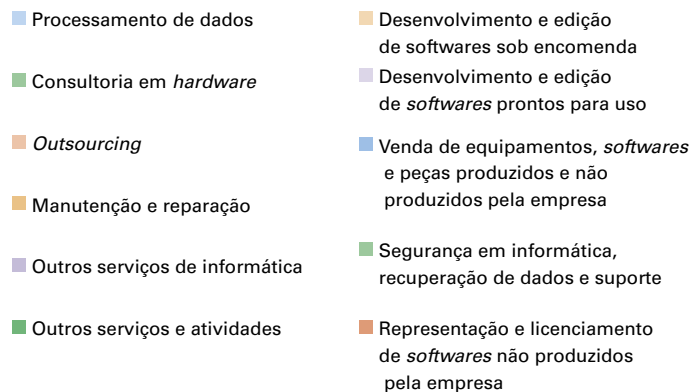 Processamento de dados
Consultoria em hardware
Outsourcing
Manutenção e reparação
Outros serviços de informática
Outros serviços e atividades
Desenvolvimento e edição
de softwares sob encomenda
Desenvolvimento e edição
de softwares prontos para uso
Venda de equipamentos, softwares
e peças produzidos e não
produzidos pela empresa
Segurança em informática,
recuperação de dados e suporte
Representação e licenciamento
de softwares não produzidos
pela empresa